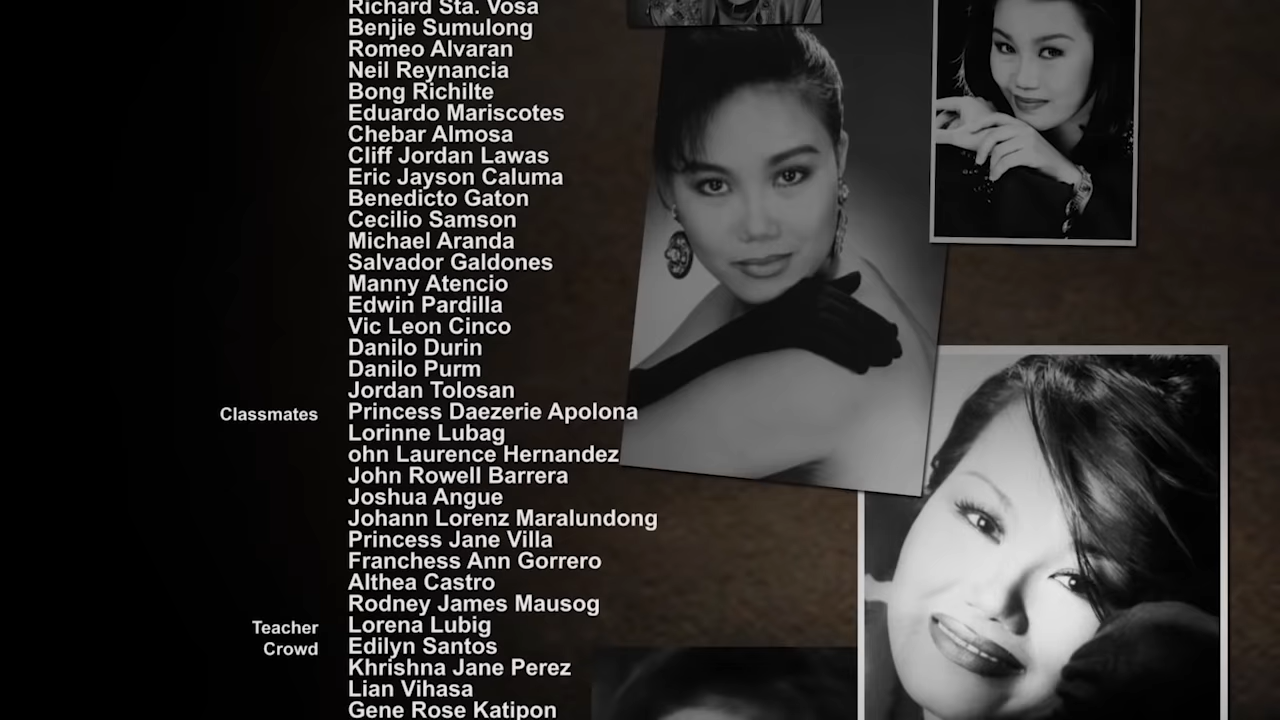 Richard Sta. Vosa
Benjie Sumulong
Romeo Alvaran
Neil Reynancia
Bong Richilte
Eduardo Mariscotes
Chebar Almosa
Cliff Jordan Lawas
Eric Jayson Caluma
Benedicto Gaton
Cecilio Samson
Michael Aranda
Salvador Galdones
Manny Atencio
Edwin Pardilla
Vic Leon Cinco
Danilo Durin
Danilo Purm
Jordan Tolosan
Classmates Princess Daezerie Apolona
Lorinne Lubag
ohn Laurence Hernandez
John Rowell Barrera
Joshua Angue
Johann Lorenz Maralundong
Princess Jane Villa
Franchess Ann Gorrero
Althea Castro
Rodney James Mausog
Teacher Lorena Lubig
Crowd Edilyn Santos
Khrishna Jane Perez
Lian Vihasa
Gene Rose Katipon